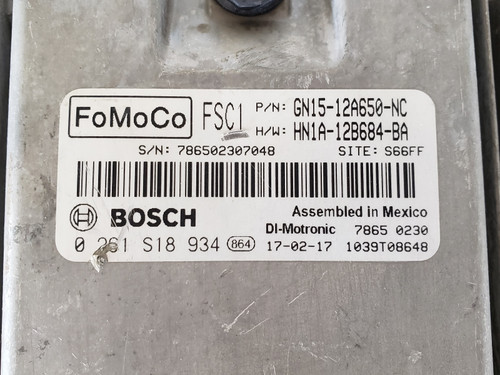 FoMoCo FSC1 P/N: GN15-12A650-NC
H/W: HN1A-12B684-BA
S/N: 786502307048 SITE: S66FF
BOSCH Assembled in Mexico
DI-Motronic 7865 0230
0 261 S18 934 864 17-02-17 1039T08648